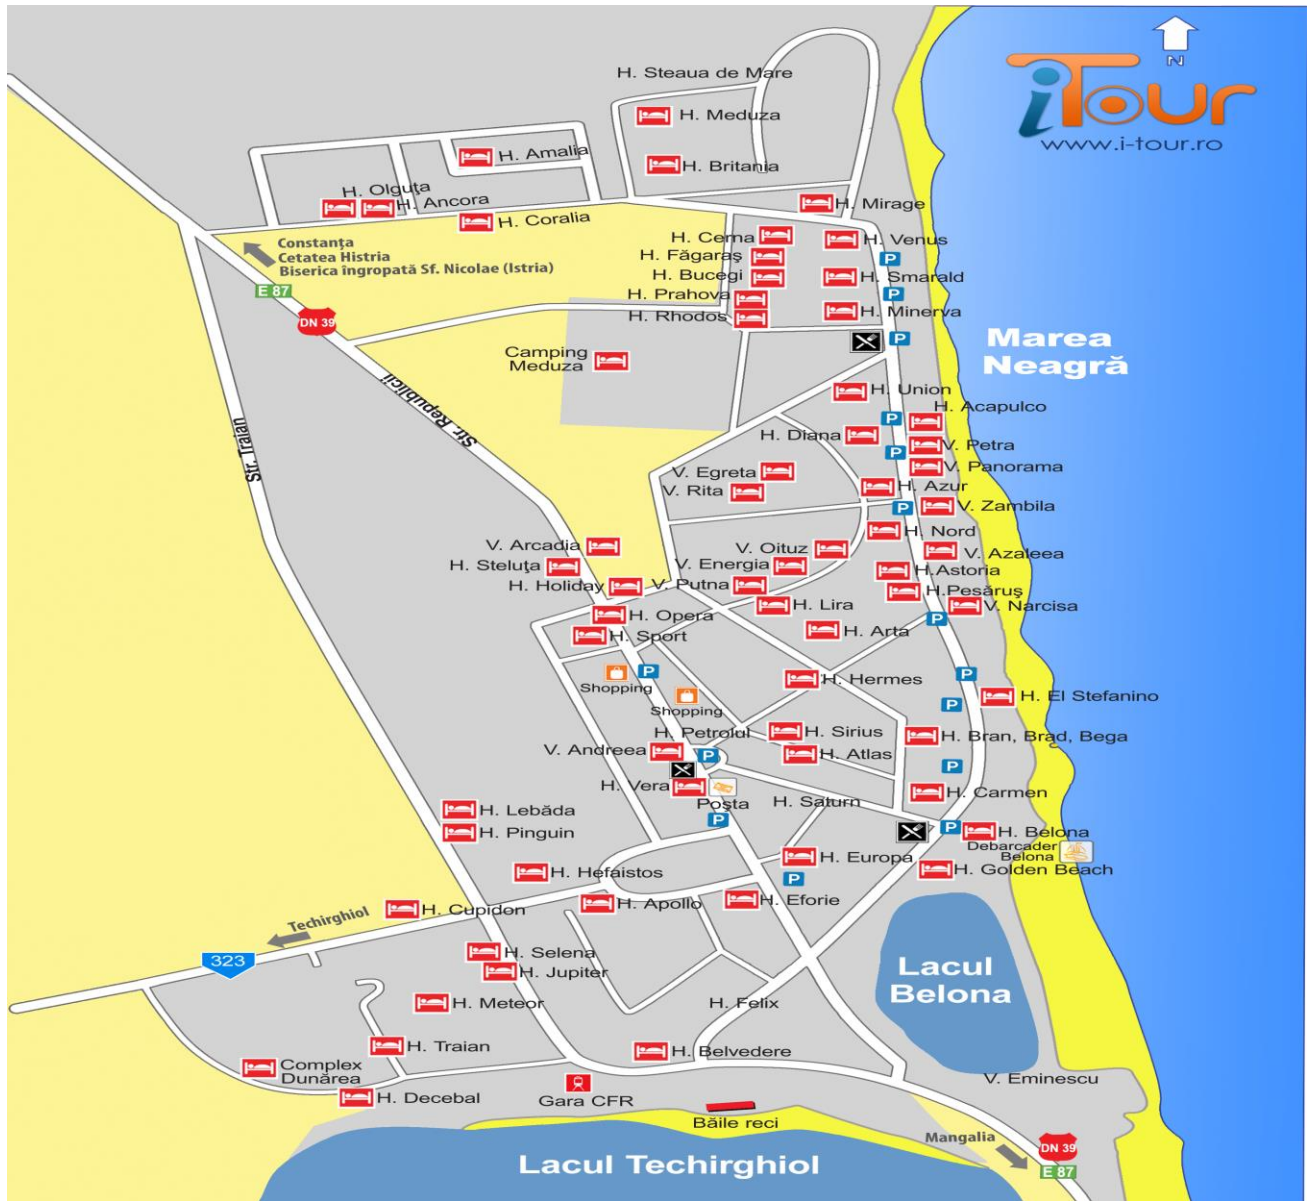 N
iTour
www.i-tour.ro
H. Steaua de Mare
H. Meduza
H. Amalia
H. Britania
H. Olguța
H. Ancora
H. Mirage
H. Coralia
Constanța
Cetatea Histria
Biserica îngropată Sf. Nicolae (Istria)
H. Cerna
H. Venus
P
H. Făgaraș
H. Bucegi
H. Smarald
E 87
P
H. Prahova
H. Rhodos
H. Minerva
DN 39
P
Marea
Neagră
Camping
Meduza
Str. Republicii
Str. Traian
H. Union
H. Acapulco
P
H. Diana
V. Petra
P
V. Panorama
V. Egreta
V. Rita
H. Azur
V. Zambila
P
H. Nord
V. Arcadia
V. Oituz
V. Azaleea
H. Steluța
V. Energia
H.Astoria
H. Holiday
V. Putna
H.Pesăruș
V. Narcisa
H. Opera
H. Lira
P
H. Sport
H. Arta
P
P
Shopping
H. Hermes
H. El Stefanino
P
Shopping
H. Petrolul
H. Sirius
H. Bran, Brad, Bega
V. Andreea
P
H. Atlas
P
H. Vera
Poșta
H. Saturn
H. Carmen
H. Lebăda
P
P
H. Belona
H. Pinguin
Debarcader
Belona
H. Europa
H. Golden Beach
H. Hefaistos
P
H. Cupidon
H. Apollo
H. Eforie
Techirghiol
323
H. Selena
H. Jupiter
Lacul
Belona
H. Meteor
H. Felix
H. Traian
H. Belvedere
Complex
Dunărea
V. Eminescu
H. Decebal
Gara CFR
Băile reci
Mangalia
DN 39
E 87
Lacul Techirghiol